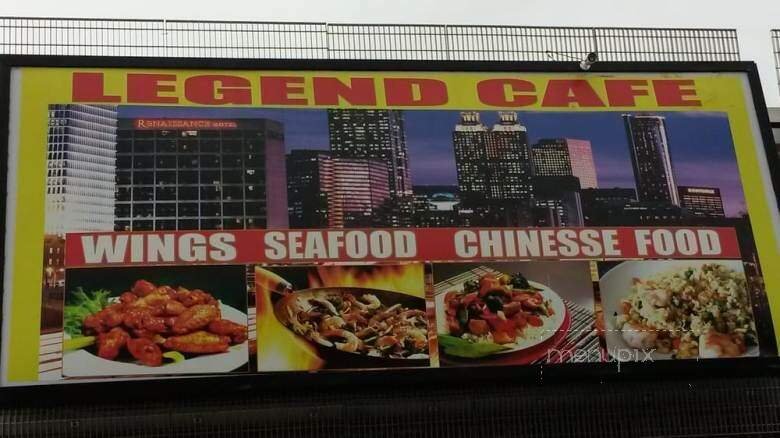 LEGEND CAFE
RENAISSANCE HOTEL
WINGS SEAFOOD CHINESSE FOOD
menupix